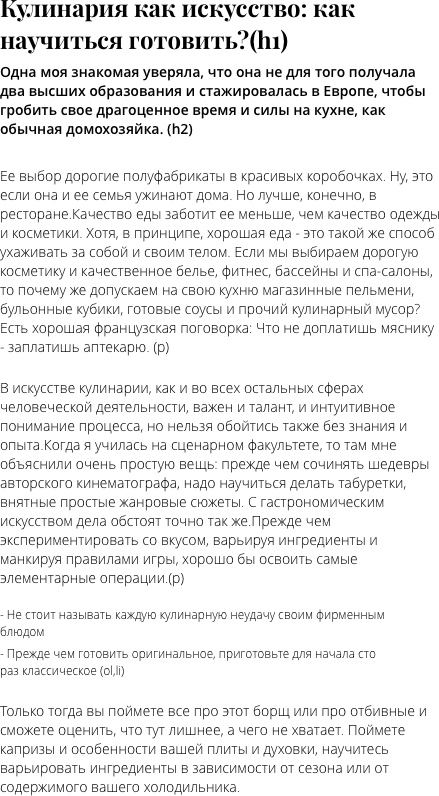 Кулинария как искусство: как
научиться готовить?(h1)
Одна моя знакомая уверяла, что она не для того получала
два высших образования и стажировалась в Европе, чтобы
гробить свое драгоценное время и силы на кухне, как
обычная домохозяйка. (h2)
Ее выбор дорогие полуфабрикаты в красивых коробочках. Ну, это
если она и ее семья ужинают дома. Но лучше, конечно, в
ресторане.Качество еды заботит ее меньше, чем качество одежды
и косметики. Хотя, в принципе, хорошая еда - это такой же способ
ухаживать за собой и своим телом. Если мы выбираем дорогую
косметику и качественное белье, фитнес, бассейны и спа-салоны,
то почему же допускаем на свою кухню магазинные пельмени,
бульонные кубики, готовые соусы и прочий кулинарный мусор?
Есть хорошая французская поговорка: Что не доплатишь мяснику
- заплатишь аптекарю. (p)
В искусстве кулинарии, как и во всех остальных сферах
человеческой деятельности, важен и талант, и интуитивное
понимание процесса, но нельзя обойтись также без знания и
опыта.Когда я училась на сценарном факультете, то там мне
объяснили очень простую вещь: прежде чем сочинять шедевры
авторского кинематографа, надо научиться делать табуретки,
внятные простые жанровые сюжеты. С гастрономическим
искусством дела обстоят точно так же.Прежде чем
экспериментировать со вкусом, варьируя ингредиенты и
манкируя правилами игры, хорошо бы освоить самые
элементарные операции.(p)
- Не стоит называть каждую кулинарную неудачу своим фирменным
блюдом
- Прежде чем готовить оригинальное, приготовьте для начала сто
раз классическое (ol,li)
Только тогда вы поймете все про этот борщ или про отбивные и
сможете оценить, что тут лишнее, а чего не хватает. Поймете
капризы и особенности вашей плиты и духовки, научитесь
варьировать ингредиенты в зависимости от сезона или от
содержимого вашего холодильника.